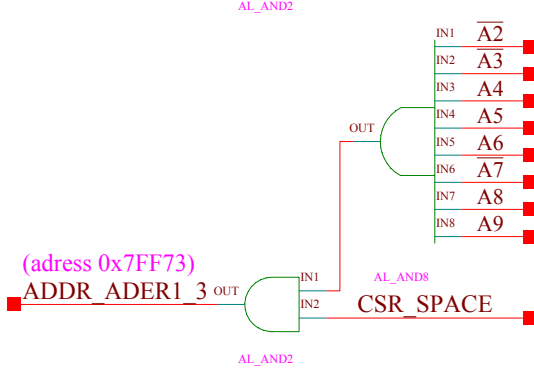 AL_AND2
IN1 A2
IN2 A3
IN3 A4
IN4 A5
OUT
IN5 A6
IN6 A7
IN7 A8
IN8 A9
(adress 0x7FF73)
ADDR_ADER1_3 OUT
IN1
AL_AND8
IN2 CSR_SPACE
AL_AND2